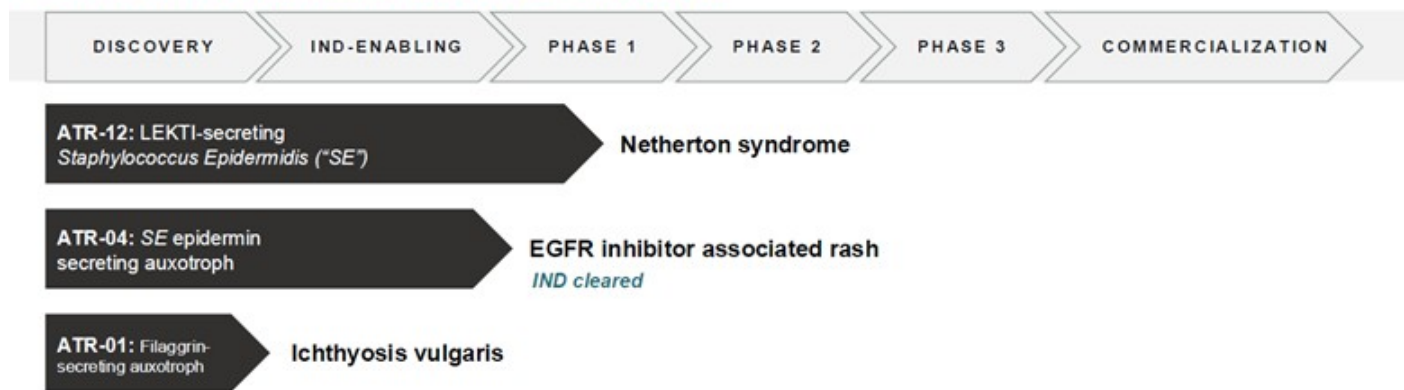 DISCOVERY
IND-ENABLING
PHASE 1
PHASE 2
PHASE 3
COMMERCIALIZATION
ATR-12: LEKTI-secreting
Staphylococcus Epidermidis (“SE”)
Netherton syndrome
ATR-04: SE epidermin
secreting auxotroph
EGFR inhibitor associated rash
IND cleared
ATR-01: Filaggrin-
secreting auxotroph
Ichthyosis vulgaris